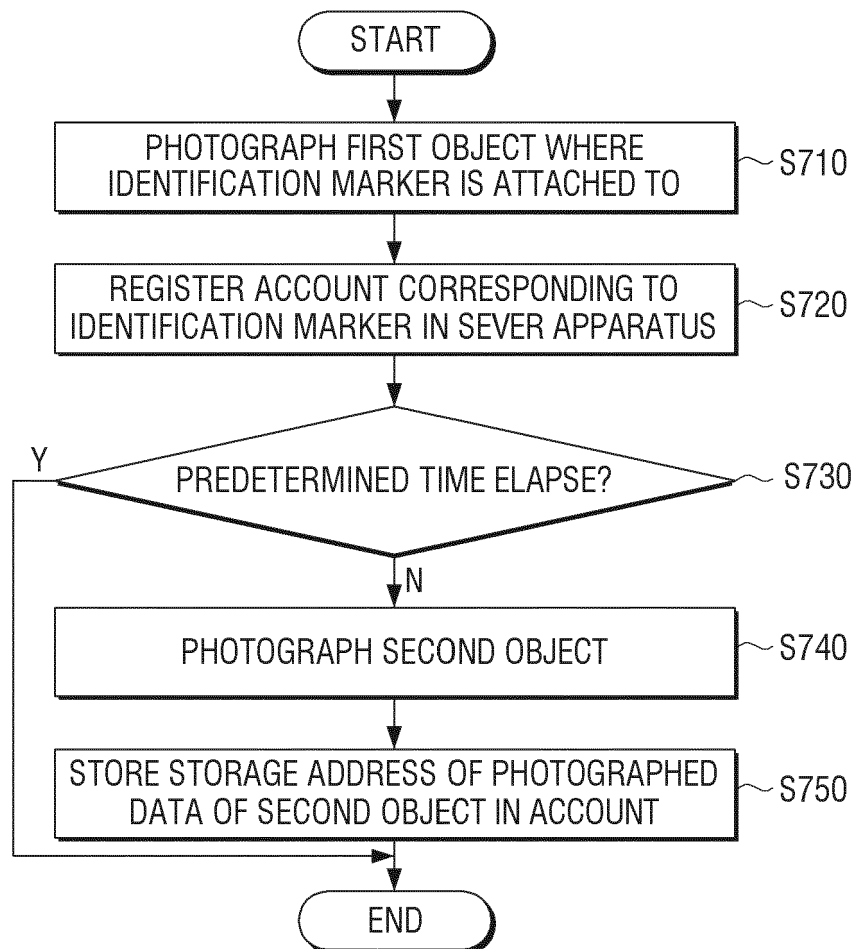 START
PHOTOGRAPH FIRST OBJECT WHERE
IDENTIFICATION MARKER IS ATTACHED TO
S710
REGISTER ACCOUNT CORRESPONDING TO
IDENTIFICATION MARKER IN SEVER APPARATUS
S720
Y
PREDETERMINED TIME ELAPSE?
S730
N
PHOTOGRAPH SECOND OBJECT
S740
STORE STORAGE ADDRESS OF PHOTOGRAPHED
DATA OF SECOND OBJECT IN ACCOUNT
S750
END